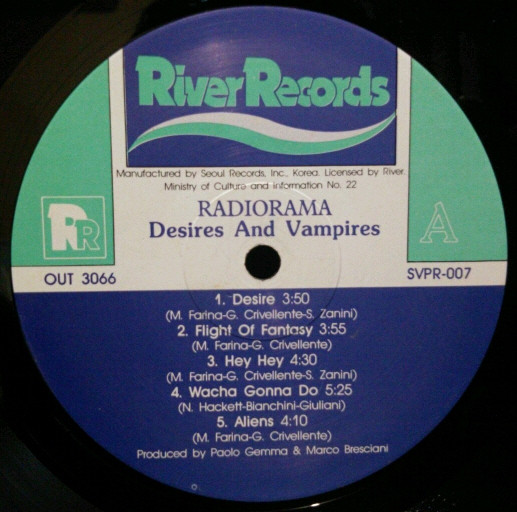 River Records
Manufactured by Seoul Records, Inc., Korea. Licensed by River.
Ministry of Culture and Information No. 22
RADIORAMA
Desires And Vampires
RR
A
OUT 3066
SVPR-007
1. Desire 3:50
(M. Farina-G. Crivellente-S. Zanini)
2. Flight Of Fantasy 3:55
(M. Farina-G. Crivellente)
3. Hey Hey 4:30
(M. Farina-G. Crivellente-S. Zanini)
4. Wacha Gonna Do 5:25
(N. Hackett-Bianchini-Giuliani)
5. Aliens 4:10
(M. Farina-G. Crivellente)
Produced by Paolo Gemma & Marco Bresciani